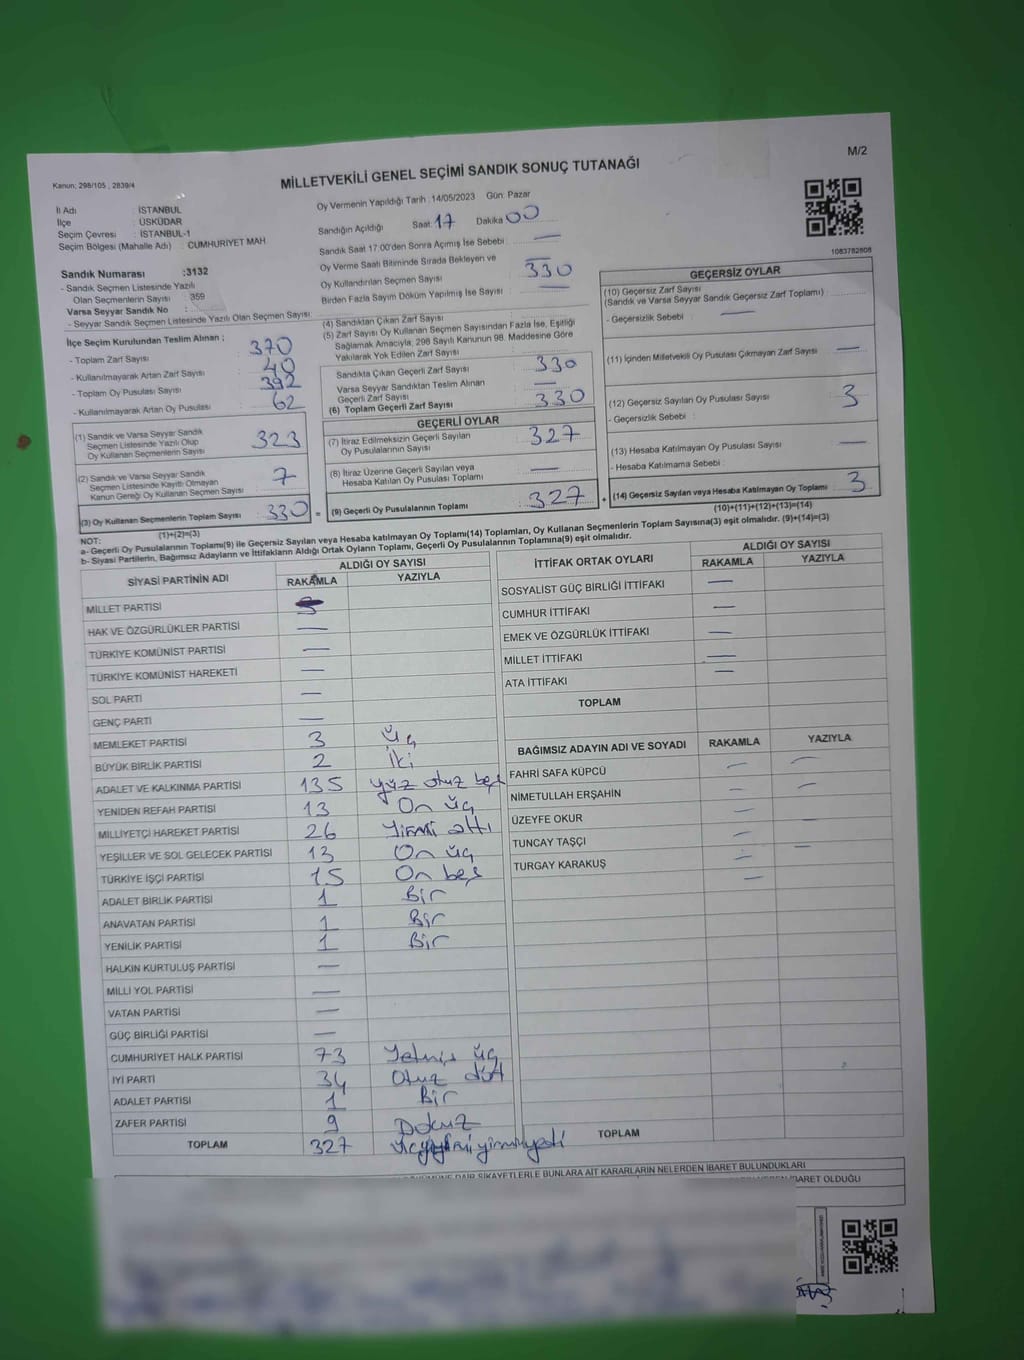 M/2
Kanun: 298/105 , 2839/4
MİLLETVEKİLİ GENEL SEÇİMİ SANDIK SONUÇ TUTANAĞI
İl Adı : İSTANBUL
İlçe : ÜSKÜDAR
Seçim Çevresi : İSTANBUL-1
Seçim Bölgesi (Mahalle Adı) : CUMHURİYET MAH
Sandık Numarası :3132
- Sandık Seçmen Listesinde Yazılı
Olan Seçmenlerin Sayısı : 359
Varsa Seyyar Sandık No :
- Seyyar Sandık Seçmen Listesinde Yazılı Olan Seçmen Sayısı :
Oy Vermenin Yapıldığı Tarih : 14/05/2023 Gün: Pazar
Sandığın Açıldığı Saat: 17 Dakika 00
Sandık Saat 17:00'den Sonra Açımış İse Sebebi : —
Oy Verme Saati Bitiminde Sırada Bekleyen ve
Oy Kullandırılan Seçmen Sayısı : —
Birden Fazla Sayım Döküm Yapılmış İse Sayısı : —
1083782808
İlçe Seçim Kurulundan Teslim Alınan ;
- Toplam Zarf Sayısı : 370
- Kullanılmayarak Artan Zarf Sayısı : 40
- Toplam Oy Pusulası Sayısı : 392
- Kullanılmayarak Artan Oy Pusulası : 62
(1) Sandık ve Varsa Seyyar Sandık
Seçmen Listesinde Yazılı Olup
Oy Kullanan Seçmenlerin Sayısı : 323
(2) Sandık ve Varsa Seyyar Sandık
Seçmen Listesinde Kayıtlı Olmayan
Kanun Gereği Oy Kullanan Seçmen Sayısı : 7
(3) Oy Kullanan Seçmenlerin Toplam Sayısı : 330
(1)+(2)=(3)
(4) Sandıktan Çıkan Zarf Sayısı : 330
(5) Zarf Sayısı Oy Kullanan Seçmen Sayısından Fazla İse, Eşitliği
Sağlamak Amacıyla, 298 Sayılı Kanunun 98. Maddesine Göre
Yakılarak Yok Edilen Zarf Sayısı : —
Sandıkta Çıkan Geçerli Zarf Sayısı : 330
Varsa Seyyar Sandıktan Teslim Alınan
Geçerli Zarf Sayısı : —
(6) Toplam Geçerli Zarf Sayısı : 330
GEÇERLİ OYLAR
(7) İtiraz Edilmeksizin Geçerli Sayılan
Oy Pusulalarının Sayısı : 327
(8) İtiraz Üzerine Geçerli Sayılan veya
Hesaba Katılan Oy Pusulası Toplamı : —
(9) Geçerli Oy Pusulalarının Toplamı : 327
GEÇERSİZ OYLAR
(10) Geçersiz Zarf Sayısı
(Sandık ve Varsa Seyyar Sandık Geçersiz Zarf Toplamı) :
- Geçersizlik Sebebi : —
(11) İçinden Milletvekili Oy Pusulası Çıkmayan Zarf Sayısı : —
(12) Geçersiz Sayılan Oy Pusulası Sayısı : 3
- Geçersizlik Sebebi :
(13) Hesaba Katılmayan Oy Pusulası Sayısı : —
- Hesaba Katılmama Sebebi :
(14) Geçersiz Sayılan veya Hesaba Katılmayan Oy Toplamı : 3
(10)+(11)+(12)+(13)=(14)
NOT:
a- Geçerli Oy Pusulalarının Toplamı(9) ile Geçersiz Sayılan veya Hesaba katılmayan Oy Toplamı(14) Toplamları, Oy Kullanan Seçmenlerin Toplam Sayısına(3) eşit olmalıdır. (9)+(14)=(3)
b- Siyasi Partilerin, Bağımsız Adayların ve İttifakların Aldığı Ortak Oyların Toplamı, Geçerli Oy Pusulalarının Toplamına(9) eşit olmalıdır.
SİYASİ PARTİNİN ADI ALDIĞI OY SAYISI
RAKAMLA YAZIYLA
MİLLET PARTİSİ
HAK VE ÖZGÜRLÜKLER PARTİSİ —
TÜRKİYE KOMÜNİST PARTİSİ —
TÜRKİYE KOMÜNİST HAREKETİ —
SOL PARTİ —
GENÇ PARTİ —
MEMLEKET PARTİSİ 3 Üç
BÜYÜK BİRLİK PARTİSİ 2 İki
ADALET VE KALKINMA PARTİSİ 135 yüz otuz beş
YENİDEN REFAH PARTİSİ 13 On üç
MİLLİYETÇİ HAREKET PARTİSİ 26 Yirmi altı
YEŞİLLER VE SOL GELECEK PARTİSİ 13 On üç
TÜRKİYE İŞÇİ PARTİSİ 15 On beş
ADALET BİRLİK PARTİSİ 1 Bir
ANAVATAN PARTİSİ 1 Bir
YENİLİK PARTİSİ 1 Bir
HALKIN KURTULUŞ PARTİSİ —
MİLLİ YOL PARTİSİ —
VATAN PARTİSİ —
GÜÇ BİRLİĞİ PARTİSİ —
CUMHURİYET HALK PARTİSİ 73 Yetmiş üç
İYİ PARTİ 34 Otuz dört
ADALET PARTİSİ 1 Bir
ZAFER PARTİSİ 9 Dokuz
TOPLAM 327
İTTİFAK ORTAK OYLARI ALDIĞI OY SAYISI
RAKAMLA YAZIYLA
SOSYALİST GÜÇ BİRLİĞİ İTTİFAKI —
CUMHUR İTTİFAKI —
EMEK VE ÖZGÜRLÜK İTTİFAKI —
MİLLET İTTİFAKI —
ATA İTTİFAKI —
TOPLAM
BAĞIMSIZ ADAYIN ADI VE SOYADI RAKAMLA YAZIYLA
FAHRİ SAFA KÜPCÜ — —
NİMETULLAH ERŞAHİN — —
ÜZEYFE OKUR —
TUNCAY TAŞÇI — —
TURGAY KARAKUŞ —
TOPLAM
DAİR ŞİKAYETLERLE BUNLARA AİT KARARLARIN NELERDEN İBARET BULUNDUKLARI
İBARET OLDUĞU